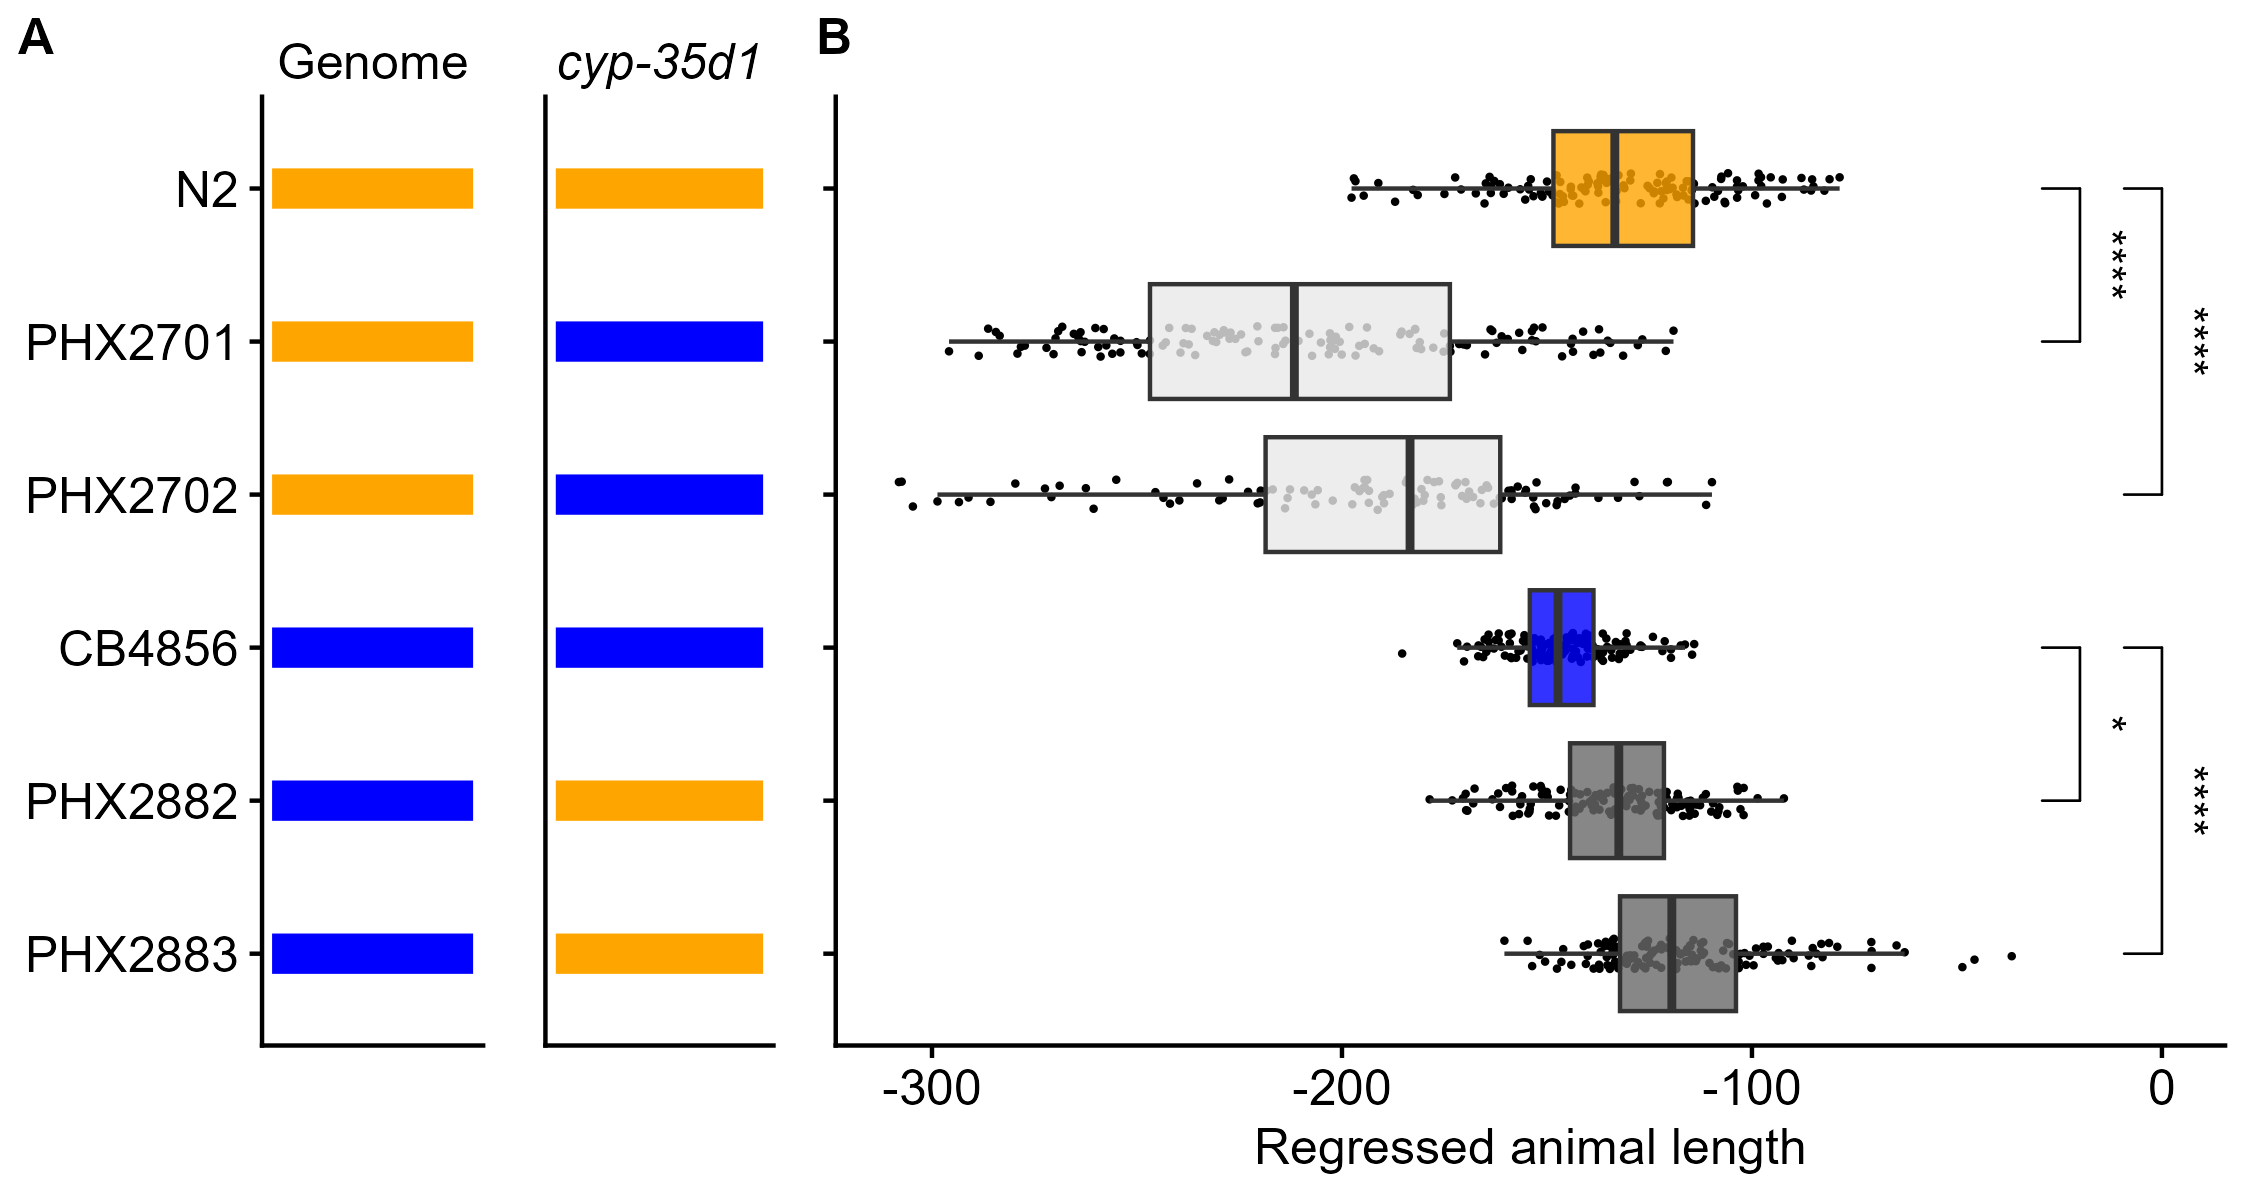 A
B
Genome
cyp-35d1
N2
PHX2701
PHX2702
CB4856
PHX2882
PHX2883
****
****
*
****
-300
-200
-100
0
Regressed animal length